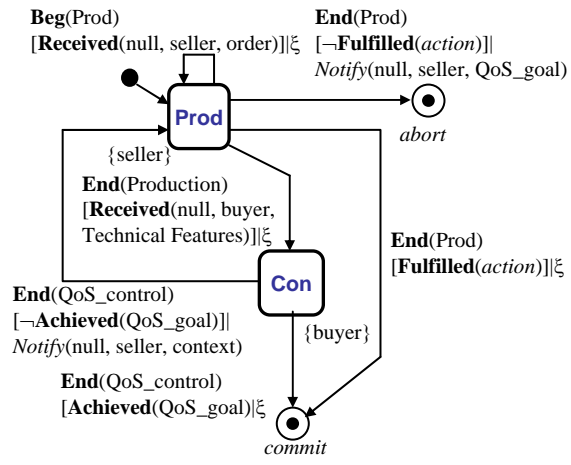 Beg(Prod)
[Received(null, seller, order)]|ξ
End(Prod)
[¬Fulfilled(action)]|
Notify(null, seller, QoS_goal)
Prod
abort
{seller}
End(Production)
[Received(null, buyer,
Technical Features)]|ξ
End(Prod)
[Fulfilled(action)]|ξ
Con
End(QoS_control)
[¬Achieved(QoS_goal)]|
Notify(null, seller, context)
{buyer}
End(QoS_control)
[Achieved(QoS_goal)|ξ
commit